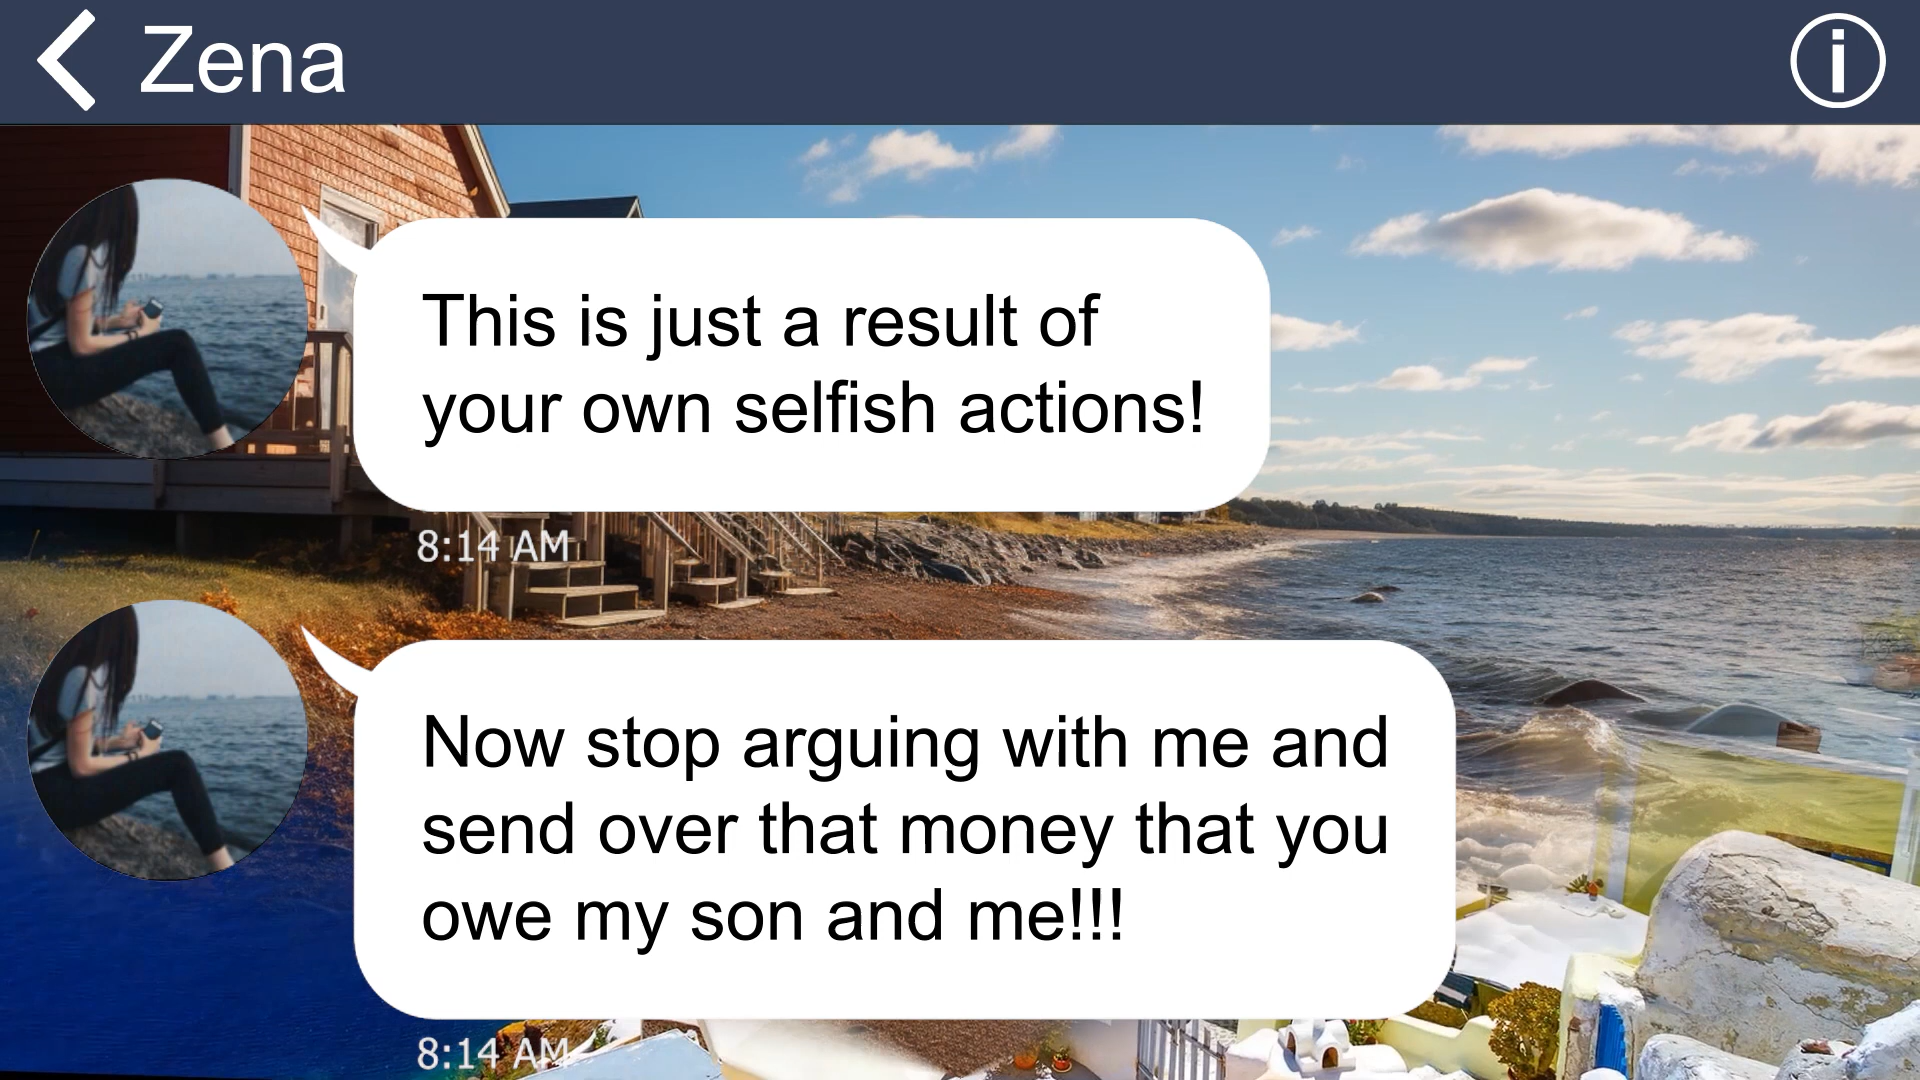 Zena
This is just a result of
your own selfish actions!
8:14 AM
Now stop arguing with me and
send over that money that you
owe my son and me!!!
8:14 AM